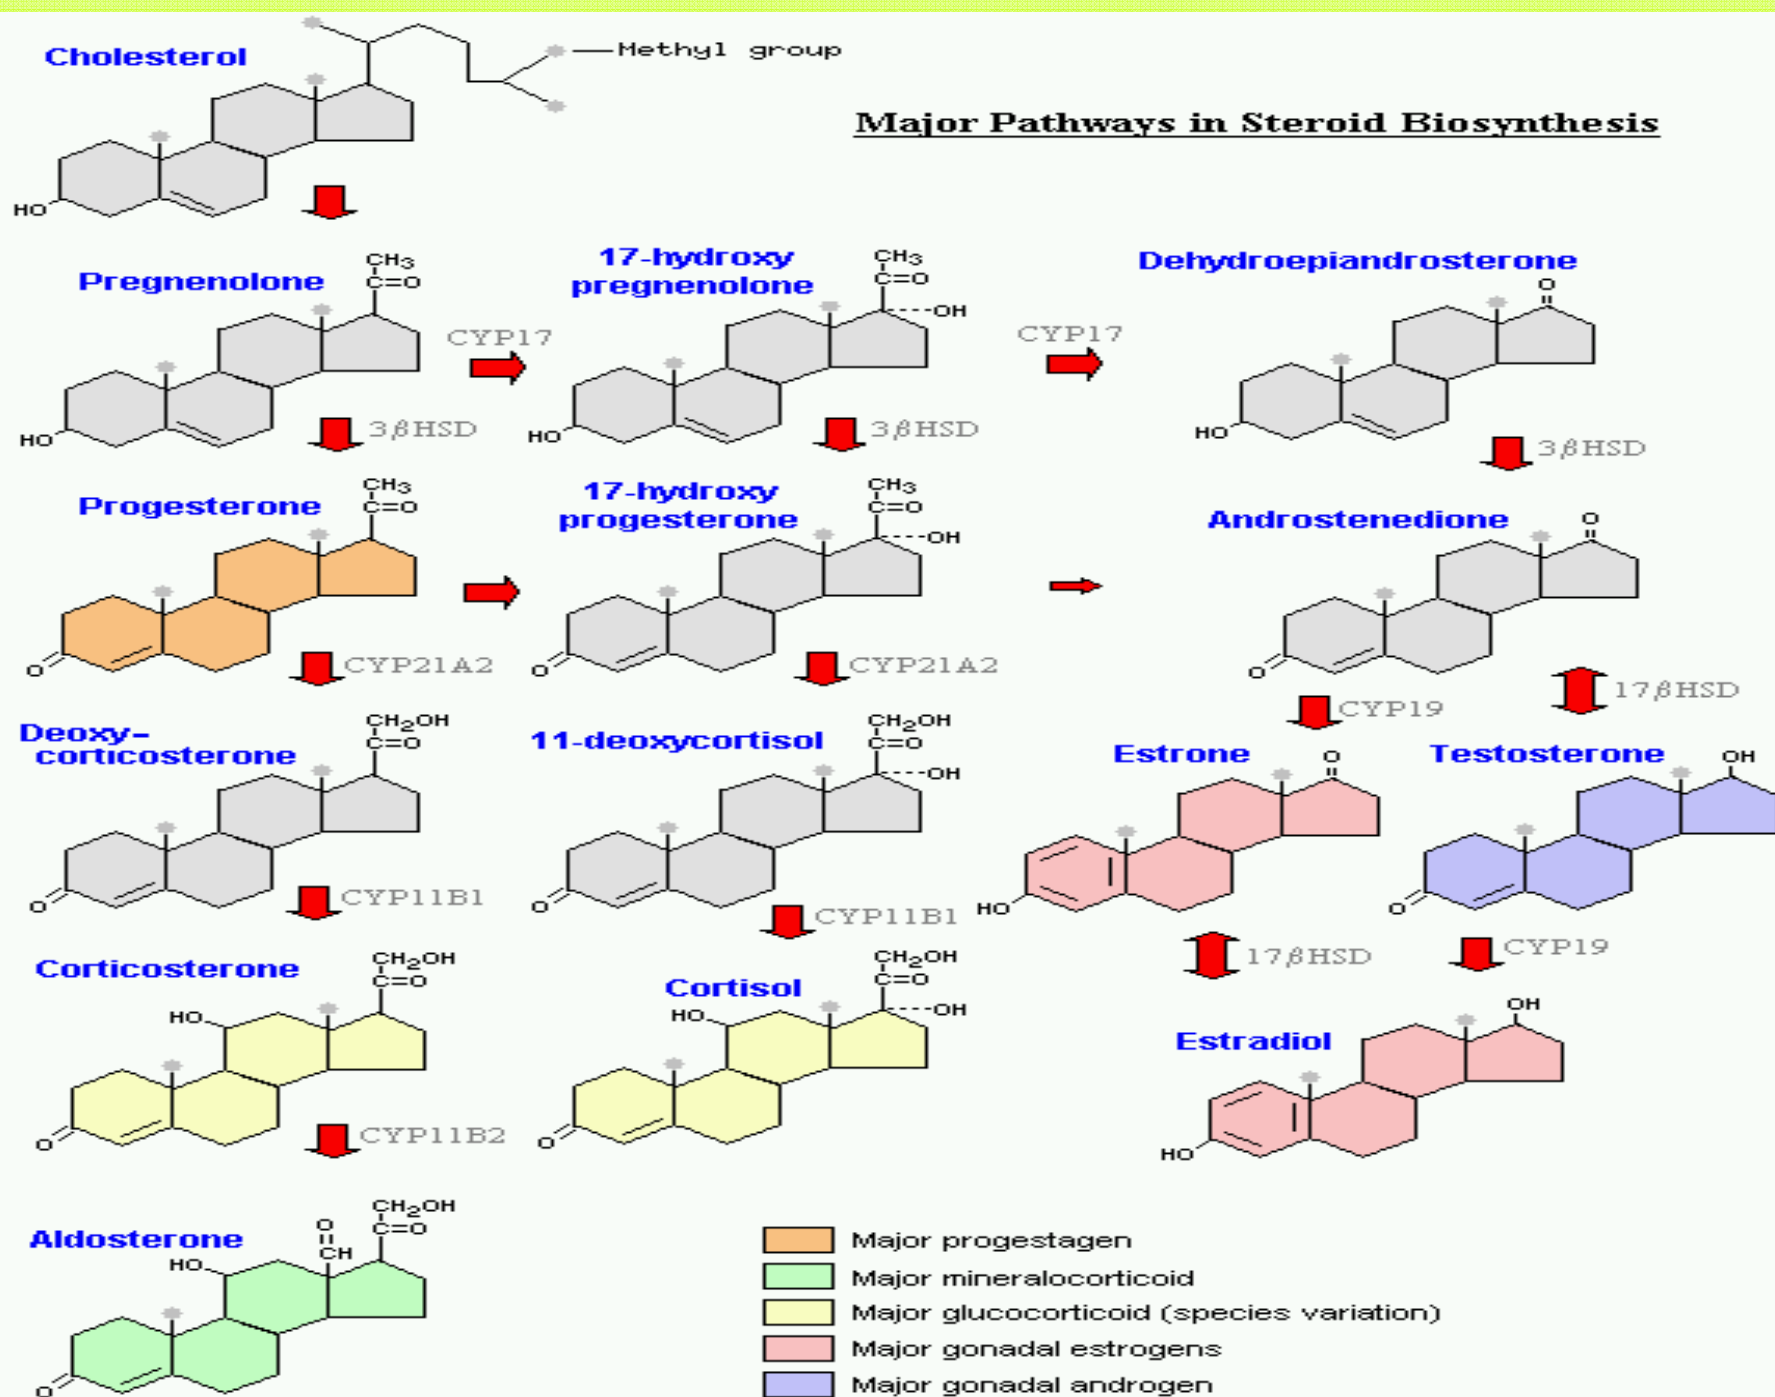 Cholesterol
Methyl group
Major Pathways in Steroid Biosynthesis
HO
Pregnenolone
CH3
C=O
HO
CYP17
17-hydroxy
pregnenolone
CH3
C=O
OH
HO
CYP17
Dehydroepiandrosterone
O
HO
3βHSD
3βHSD
3βHSD
Progesterone
CH3
C=O
O
17-hydroxy
progesterone
CH3
C=O
OH
O
Androstenedione
O
O
CYP21A2
CYP21A2
CYP19
17βHSD
Deoxy-
corticosterone
CH2OH
C=O
O
11-deoxycortisol
CH2OH
C=O
OH
O
Estrone
O
HO
Testosterone
OH
O
CYP11B1
CYP11B1
17βHSD
CYP19
Corticosterone
CH2OH
C=O
HO
O
Cortisol
CH2OH
C=O
HO
OH
O
Estradiol
OH
HO
CYP11B2
Aldosterone
CH2OH
C=O
O
CH
HO
O
Major progestagen
Major mineralocorticoid
Major glucocorticoid (species variation)
Major gonadal estrogens
Major gonadal androgen